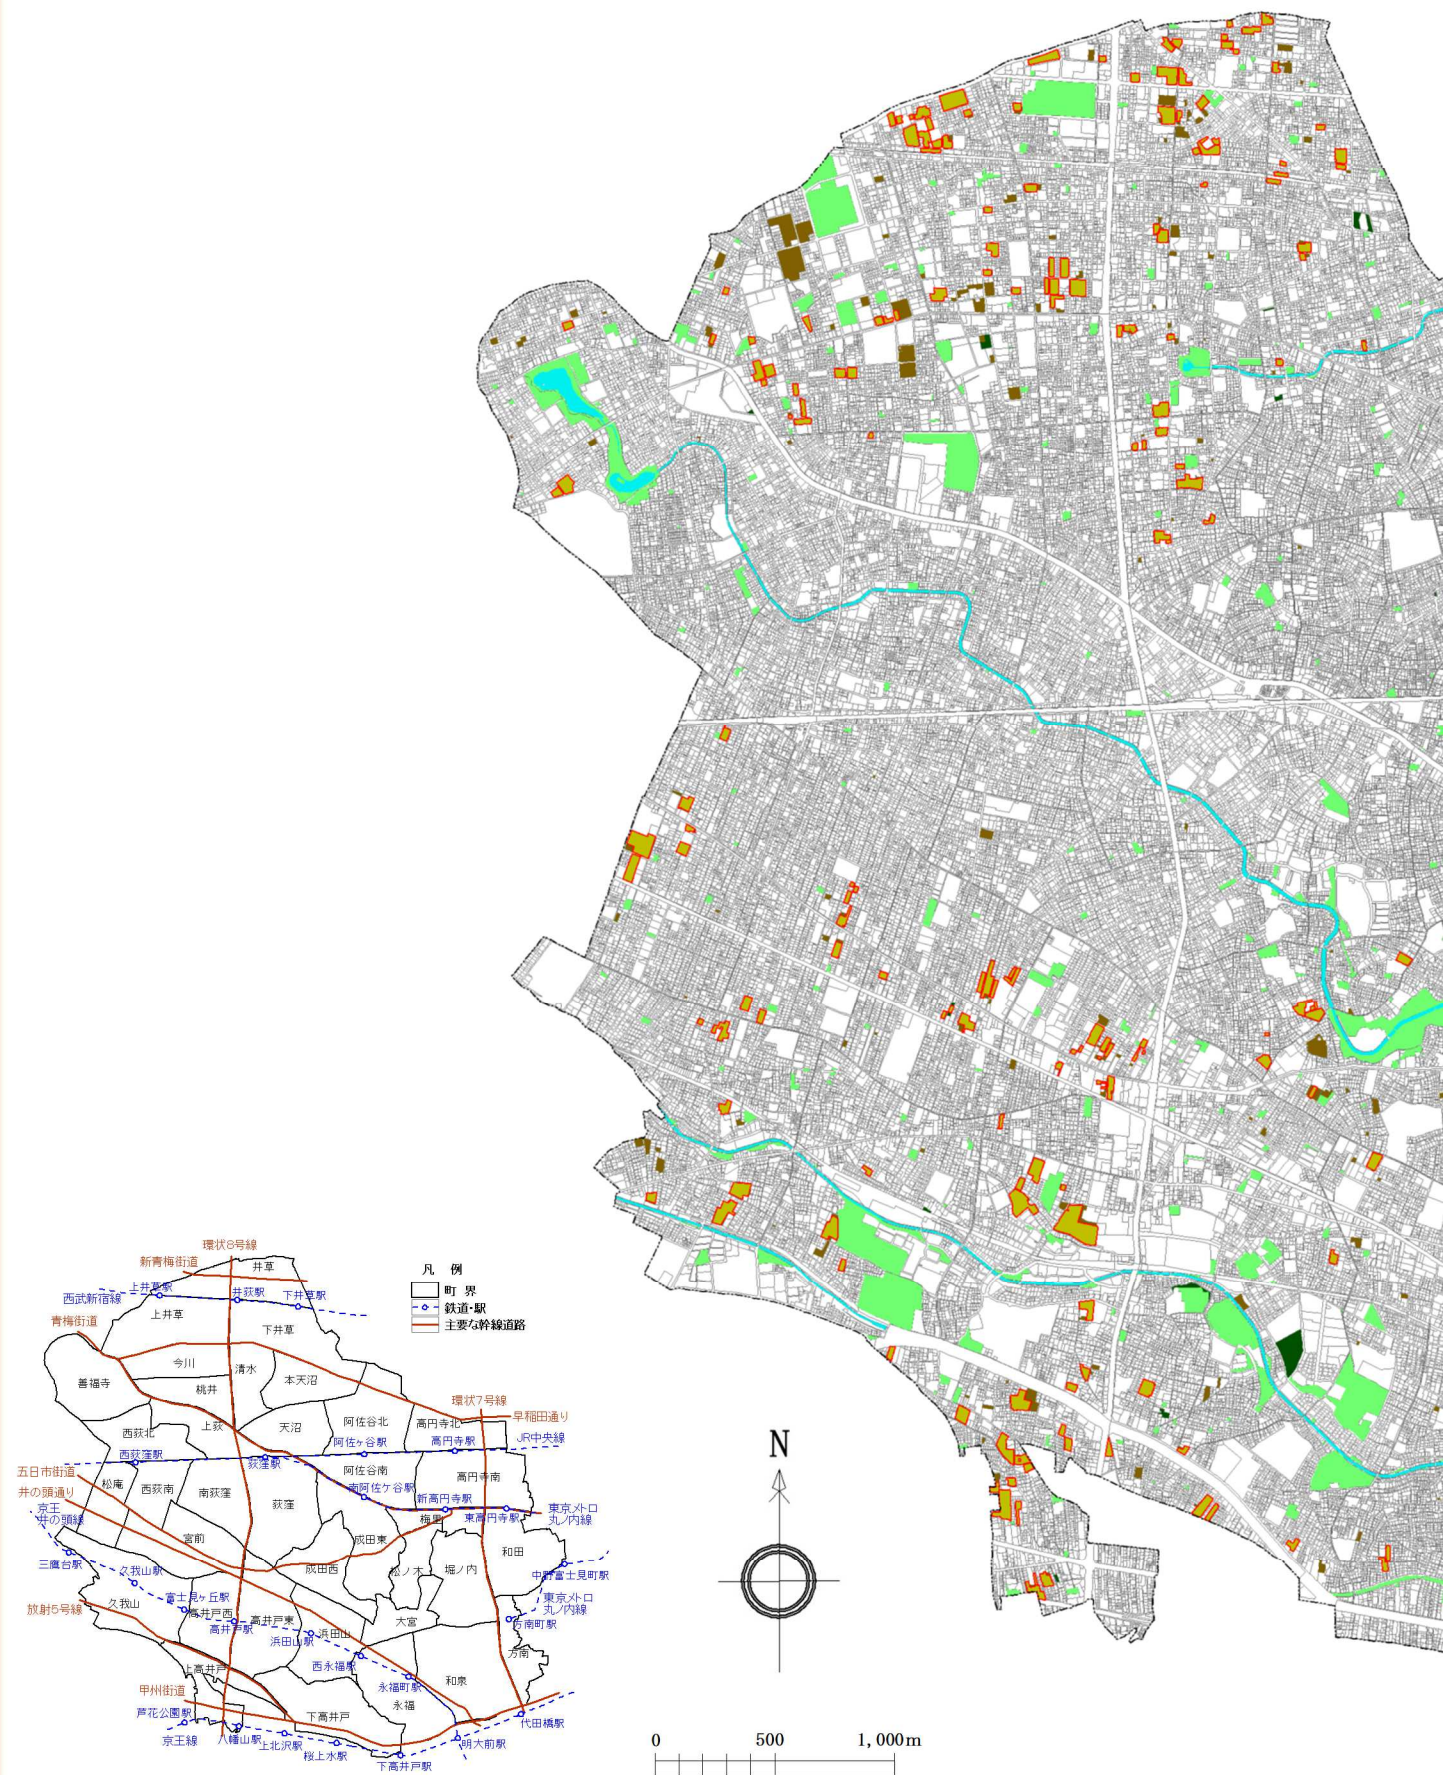 N
0 500 1,000m
凡 例
町 界
鉄道・駅
主要な幹線道路
環状8号線
新青梅街道
井草
上井草駅
井荻駅
下井草駅
西武新宿線
上井草
青梅街道
下井草
今川
清水
善福寺
桃井
本天沼
環状7号線
早稲田通り
西荻北
上荻
天沼
阿佐谷北
高円寺北
JR中央線
西荻窪駅
荻窪駅
阿佐ヶ谷駅
高円寺駅
五日市街道
松庵
西荻南
南荻窪
荻窪
阿佐谷南
高円寺南
井の頭通り
南阿佐ケ谷駅
新高円寺駅
東高円寺駅
東京メトロ
丸ノ内線
京王
井の頭線
梅里
宮前
成田東
成田西
松ノ木
堀ノ内
和田
三鷹台駅
久我山駅
中野富士見町駅
富士見ヶ丘駅
東京メトロ
丸ノ内線
放射5号線
久我山
高井戸西
高井戸東
高井戸駅
浜田山駅
浜田山
大宮
方南町駅
西永福駅
方南
上高井戸
永福町駅
和泉
甲州街道
永福
芦花公園駅
下高井戸
代田橋駅
京王線
八幡山駅
上北沢駅
桜上水駅
明大前駅
下高井戸駅